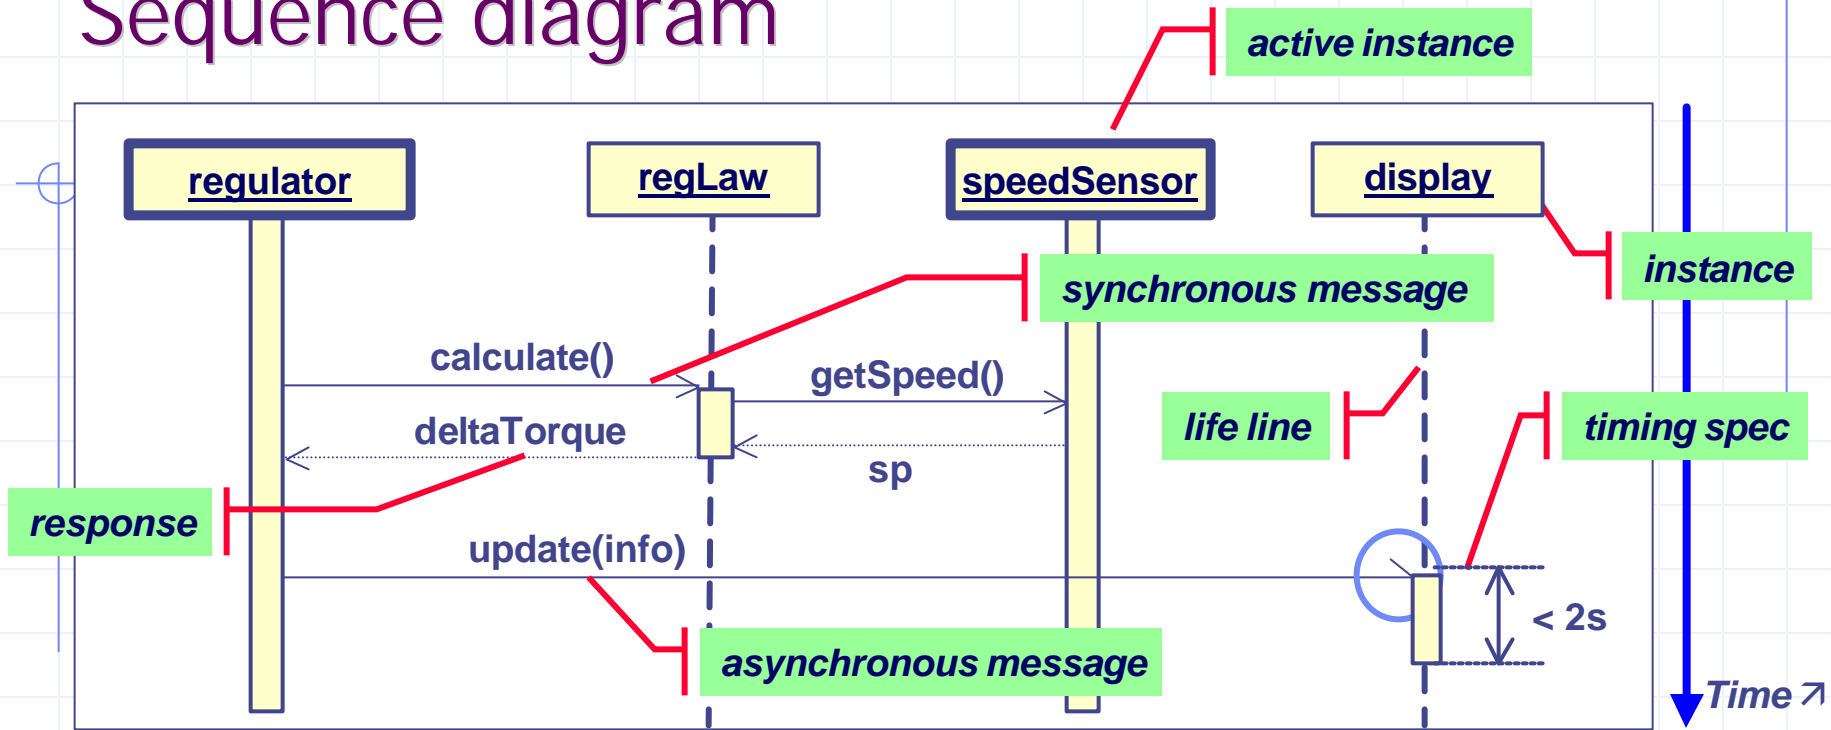 Sequence diagram
active instance
regulator
regLaw
speedSensor
display
instance
synchronous message
calculate()
getSpeed()
life line
timing spec
deltaTorque
sp
response
update(info)
< 2s
asynchronous message
Time